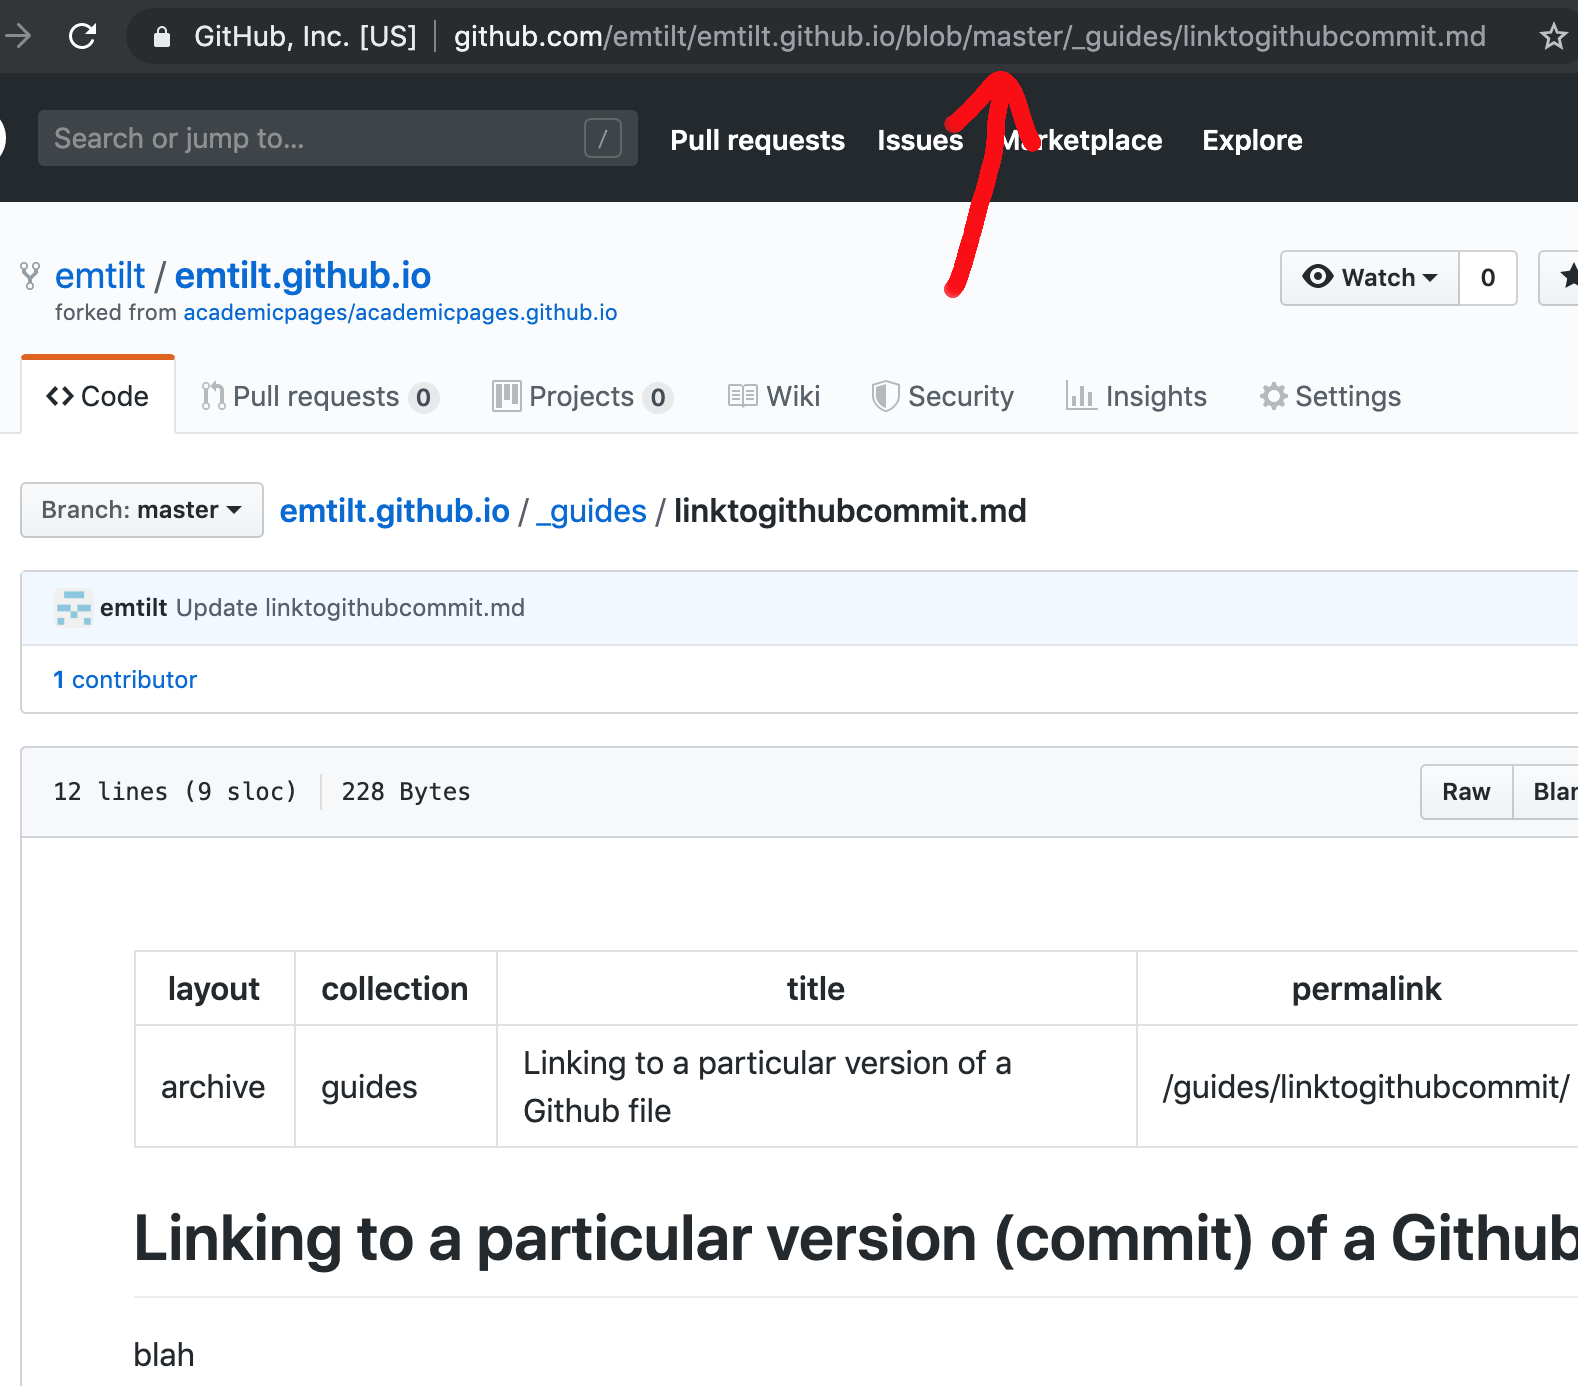 GitHub, Inc. [US] github.com/emtilt/emtilt.github.io/blob/master/_guides/linktogithubcommit.md
Search or jump to... / Pull requests Issues Marketplace Explore
emtilt / emtilt.github.io Watch 0
forked from academicpages/academicpages.github.io
Code Pull requests 0 Projects 0 Wiki Security Insights Settings
Branch: master emtilt.github.io / _guides / linktogithubcommit.md
emtilt Update linktogithubcommit.md
1 contributor
12 lines (9 sloc) 228 Bytes Raw
layout collection title permalink
archive guides Linking to a particular version of a /guides/linktogithubcommit/
Github file
Linking to a particular version (commit) of a Github
blah